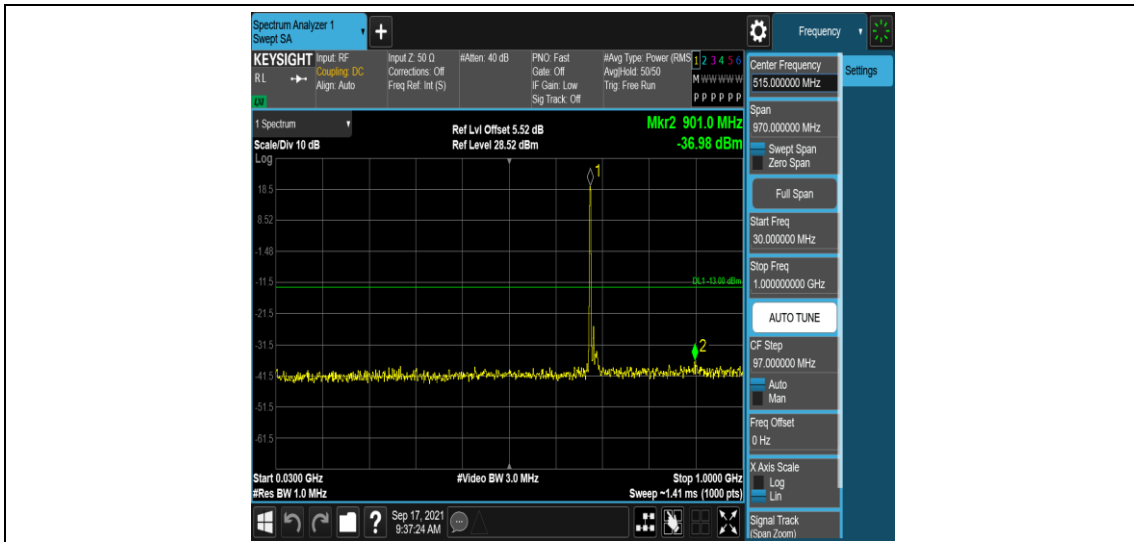 Spectrum Analyzer 1
Swept SA
+
Frequency
KEYSIGHT
RL
LXI
Input: RF
Coupling: DC
Align: Auto
Input Z: 50 Ω
Corrections: Off
Freq Ref: Int (S)
#Atten: 40 dB
PNO: Fast
Gate: Off
IF Gain: Low
Sig Track: Off
#Avg Type: Power (RMS
Avg|Hold: 50/50
Trig: Free Run
1 2 3 4 5 6
M W W W W W
P P P P P P
1 Spectrum
Scale/Div 10 dB
Ref Lvl Offset 5.52 dB
Ref Level 28.52 dBm
Mkr2 901.0 MHz
-36.98 dBm
Log
18.5
8.52
-1.48
-11.5
-21.5
-31.5
-41.5
-51.5
-61.5
1
DL1 -13.00 dBm
2
Start 0.0300 GHz
#Res BW 1.0 MHz
#Video BW 3.0 MHz
Stop 1.0000 GHz
Sweep ~1.41 ms (1000 pts)
Center Frequency
515.000000 MHz
Settings
Span
970.000000 MHz
Swept Span
Zero Span
Full Span
Start Freq
30.000000 MHz
Stop Freq
1.000000000 GHz
AUTO TUNE
CF Step
97.000000 MHz
Auto
Man
Freq Offset
0 Hz
X Axis Scale
Log
Lin
Signal Track
(Span Zoom)
?
Sep 17, 2021
9:37:24 AM